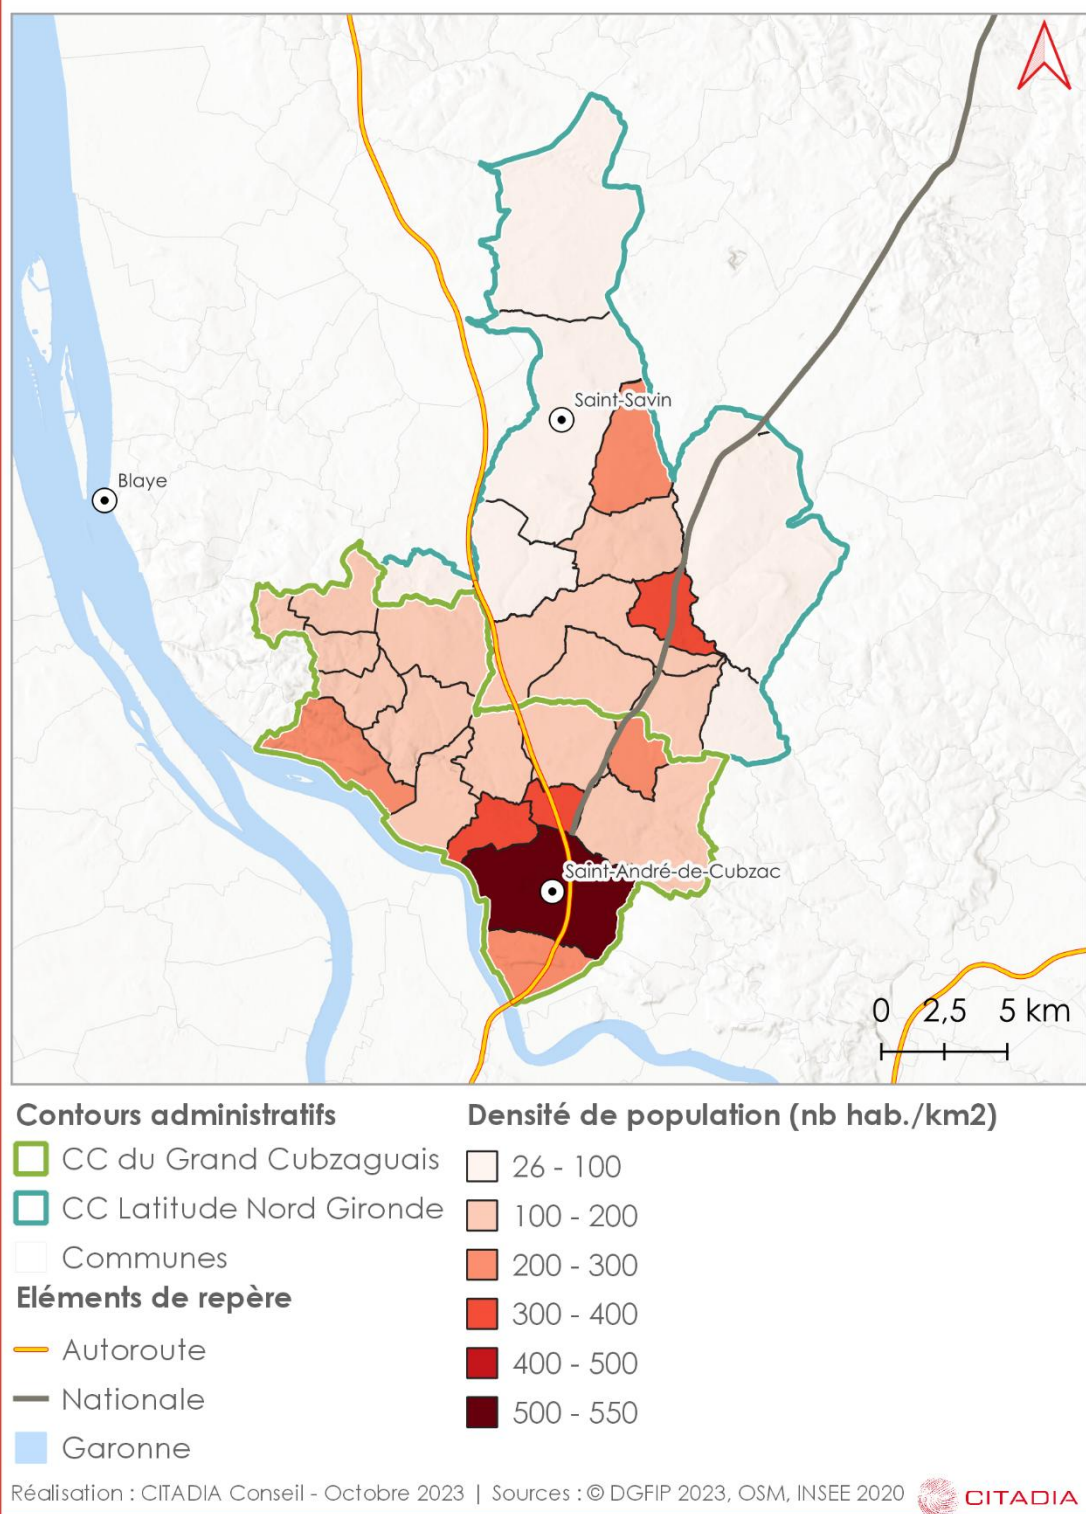 Saint-Savin
Blaye
Saint-André-de-Cubzac
0 2,5 5 km
Contours administratifs
CC du Grand Cubzaguais
CC Latitude Nord Gironde
Communes
Eléments de repère
Autoroute
Nationale
Garonne
Densité de population (nb hab./km2)
26 - 100
100 - 200
200 - 300
300 - 400
400 - 500
500 - 550
Réalisation : CITADIA Conseil - Octobre 2023 | Sources : © DGFIP 2023, OSM, INSEE 2020
CITADIA